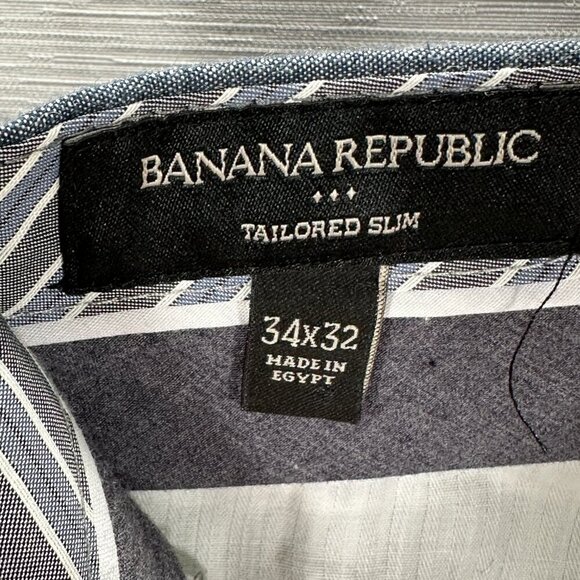 BANANA REPUBLIC
TAILORED SLIM
34x32
MADE IN
EGYPT